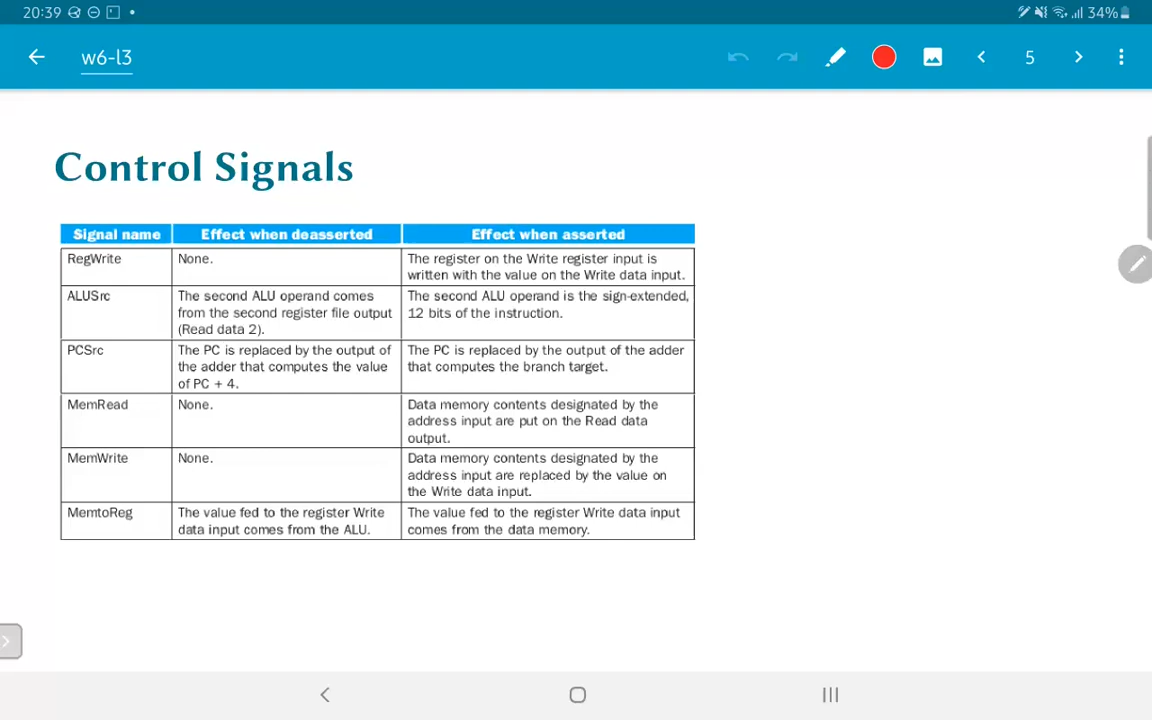 20:39
34%
w6-l3
5
Control Signals
Signal name Effect when deasserted Effect when asserted
RegWrite None. The register on the Write register input is
written with the value on the Write data input.
ALUSrc The second ALU operand comes The second ALU operand is the sign-extended,
from the second register file output 12 bits of the instruction.
(Read data 2).
PCSrc The PC is replaced by the output of The PC is replaced by the output of the adder
the adder that computes the value that computes the branch target.
of PC + 4.
MemRead None. Data memory contents designated by the
address input are put on the Read data
output.
MemWrite None. Data memory contents designated by the
address input are replaced by the value on
the Write data input.
MemtoReg The value fed to the register Write The value fed to the register Write data input
data input comes from the ALU. comes from the data memory.